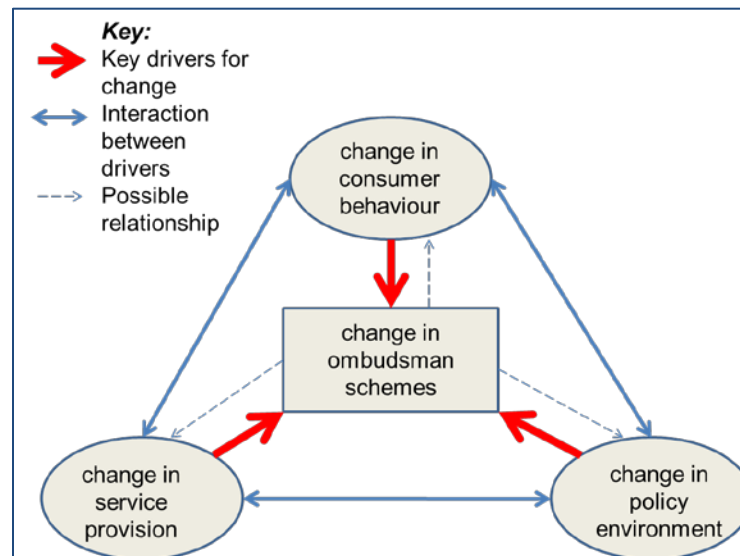 Key:
Key drivers for
change
Interaction
between
drivers
Possible
relationship
change in
consumer
behaviour
change in
ombudsman
schemes
change in
service
provision
change in
policy
environment